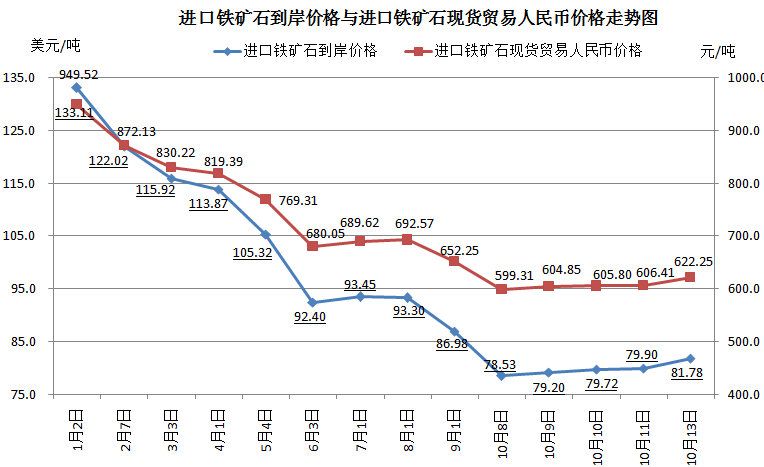 进口铁矿石到岸价格与进口铁矿石现货贸易人民币价格走势图
美元/吨
进口铁矿石到岸价格
进口铁矿石现货贸易人民币价格
元/吨
135.0
125.0
115.0
105.0
95.0
85.0
75.0
1000.0
900.0
800.0
700.0
600.0
500.0
400.0
949.52
872.13
830.22
819.39
769.31
680.05
689.62
692.57
652.25
599.31
604.85
605.80
606.41
622.25
133.11
122.02
115.92
113.87
105.32
92.40
93.45
93.30
86.98
78.53
79.20
79.72
79.90
81.78
1月2日
2月7日
3月3日
4月1日
5月4日
6月3日
7月1日
8月1日
9月1日
10月8日
10月9日
10月10日
10月11日
10月13日